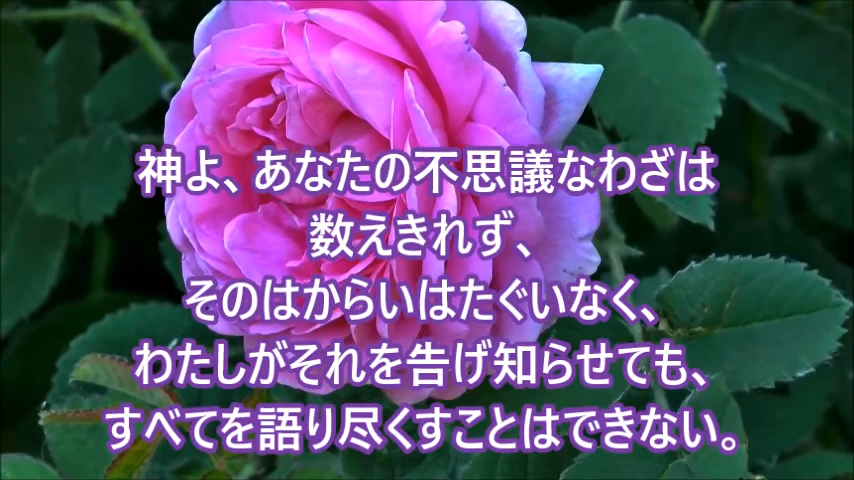 神よ、あなたの不思議なわざは
数えきれず、
そのはからいはたぐいなく、
わたしがそれを告げ知らせても、
すべてを語り尽くすことはできない。